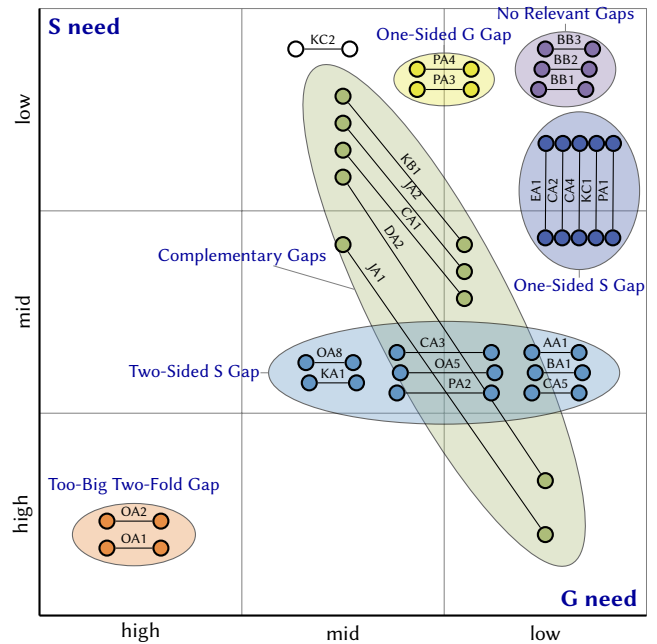 No Relevant Gaps
S need
One-Sided G Gap
KC2
BB3
PA4
BB2
PA3
BB1
low
EA1
CA2
CA4
KC1
PA1
KB1
JA2
CA1
DA2
Complementary Gaps
JA1
One-Sided S Gap
mid
CA3
AA1
OA8
Two-Sided S Gap
OA5
BA1
KA1
PA2
CA5
Too-Big Two-Fold Gap
high
OA2
OA1
G need
high
mid
low